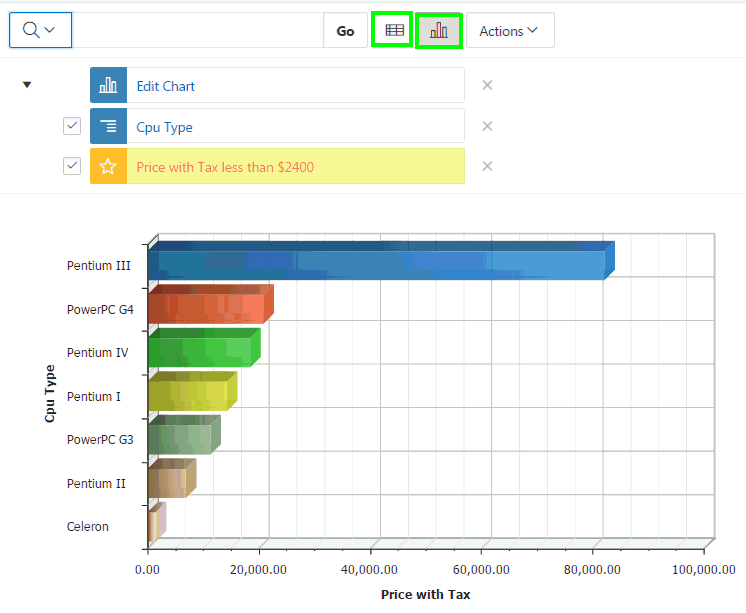 Go
Actions
Edit Chart
Cpu Type
Price with Tax less than $2400
Pentium III
PowerPC G4
Pentium IV
Pentium I
PowerPC G3
Pentium II
Celeron
Cpu Type
0.00 20,000.00 40,000.00 60,000.00 80,000.00 100,000.00
Price with Tax